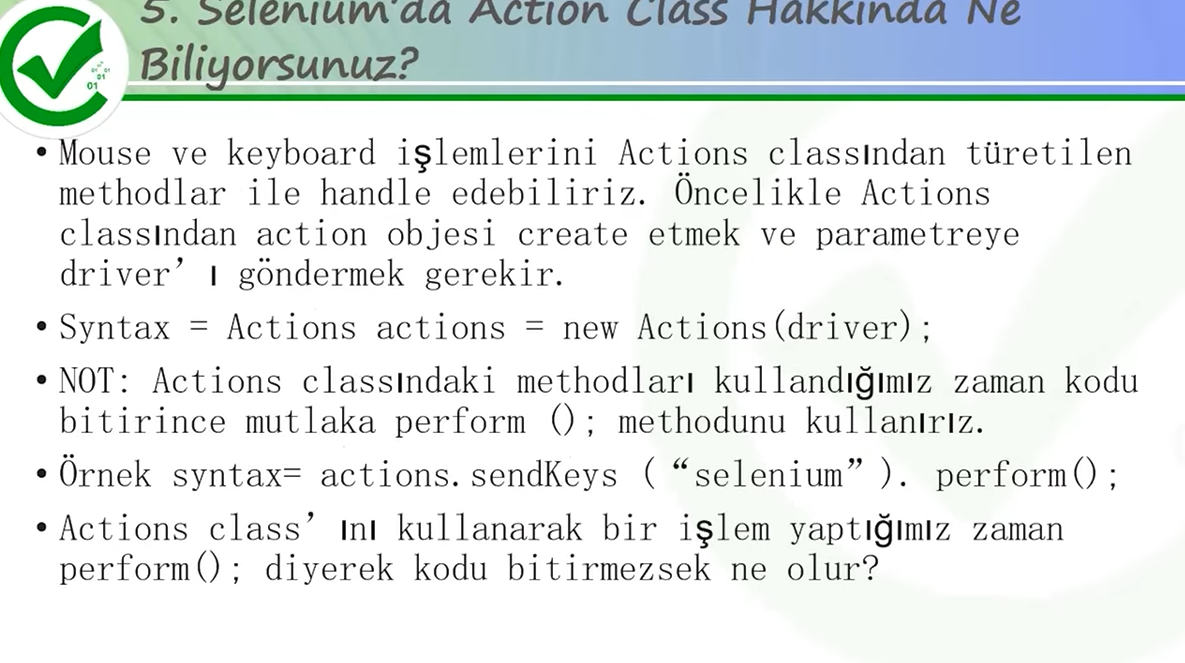 5. Selenium'da Action Class Hakkında Ne
Biliyorsunuz?
• Mouse ve keyboard işlemlerini Actions classından türetilen
methodlar ile handle edebiliriz. Öncelikle Actions
classından action objesi create etmek ve parametreye
driver’ ı göndermek gerekir.
• Syntax = Actions actions = new Actions(driver);
• NOT: Actions classındaki methodları kullandığımız zaman kodu
bitirince mutlaka perform (); methodunu kullanırız.
• Örnek syntax= actions.sendKeys (“selenium”). perform();
• Actions class’ ını kullanarak bir işlem yaptığımız zaman
perform(); diyerek kodu bitirmezsek ne olur?